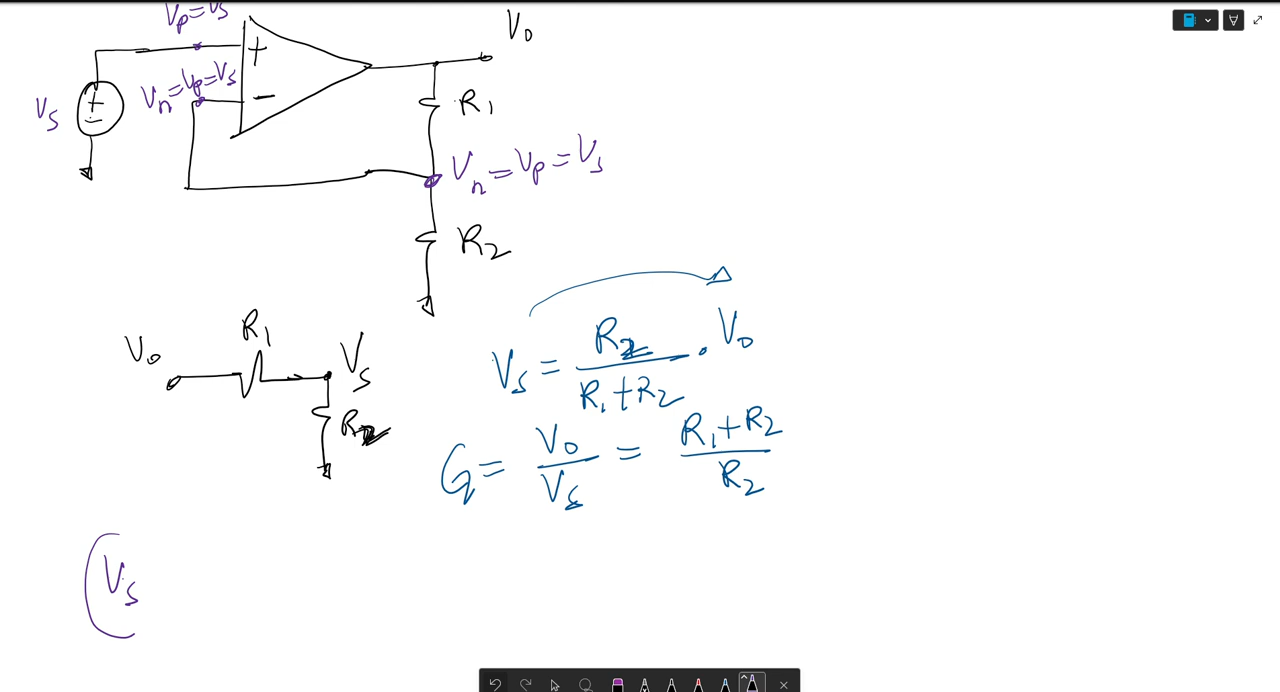 Vp=Vs
V0
+
Vn=Vp=Vs
Vs
+
−
−
R1
Vn=Vp=Vs
R2
R1
V0
Vs
R2
Vs = R2 / R1+R2 . V0
G = V0 / Vs = R1+R2 / R2
(Vs